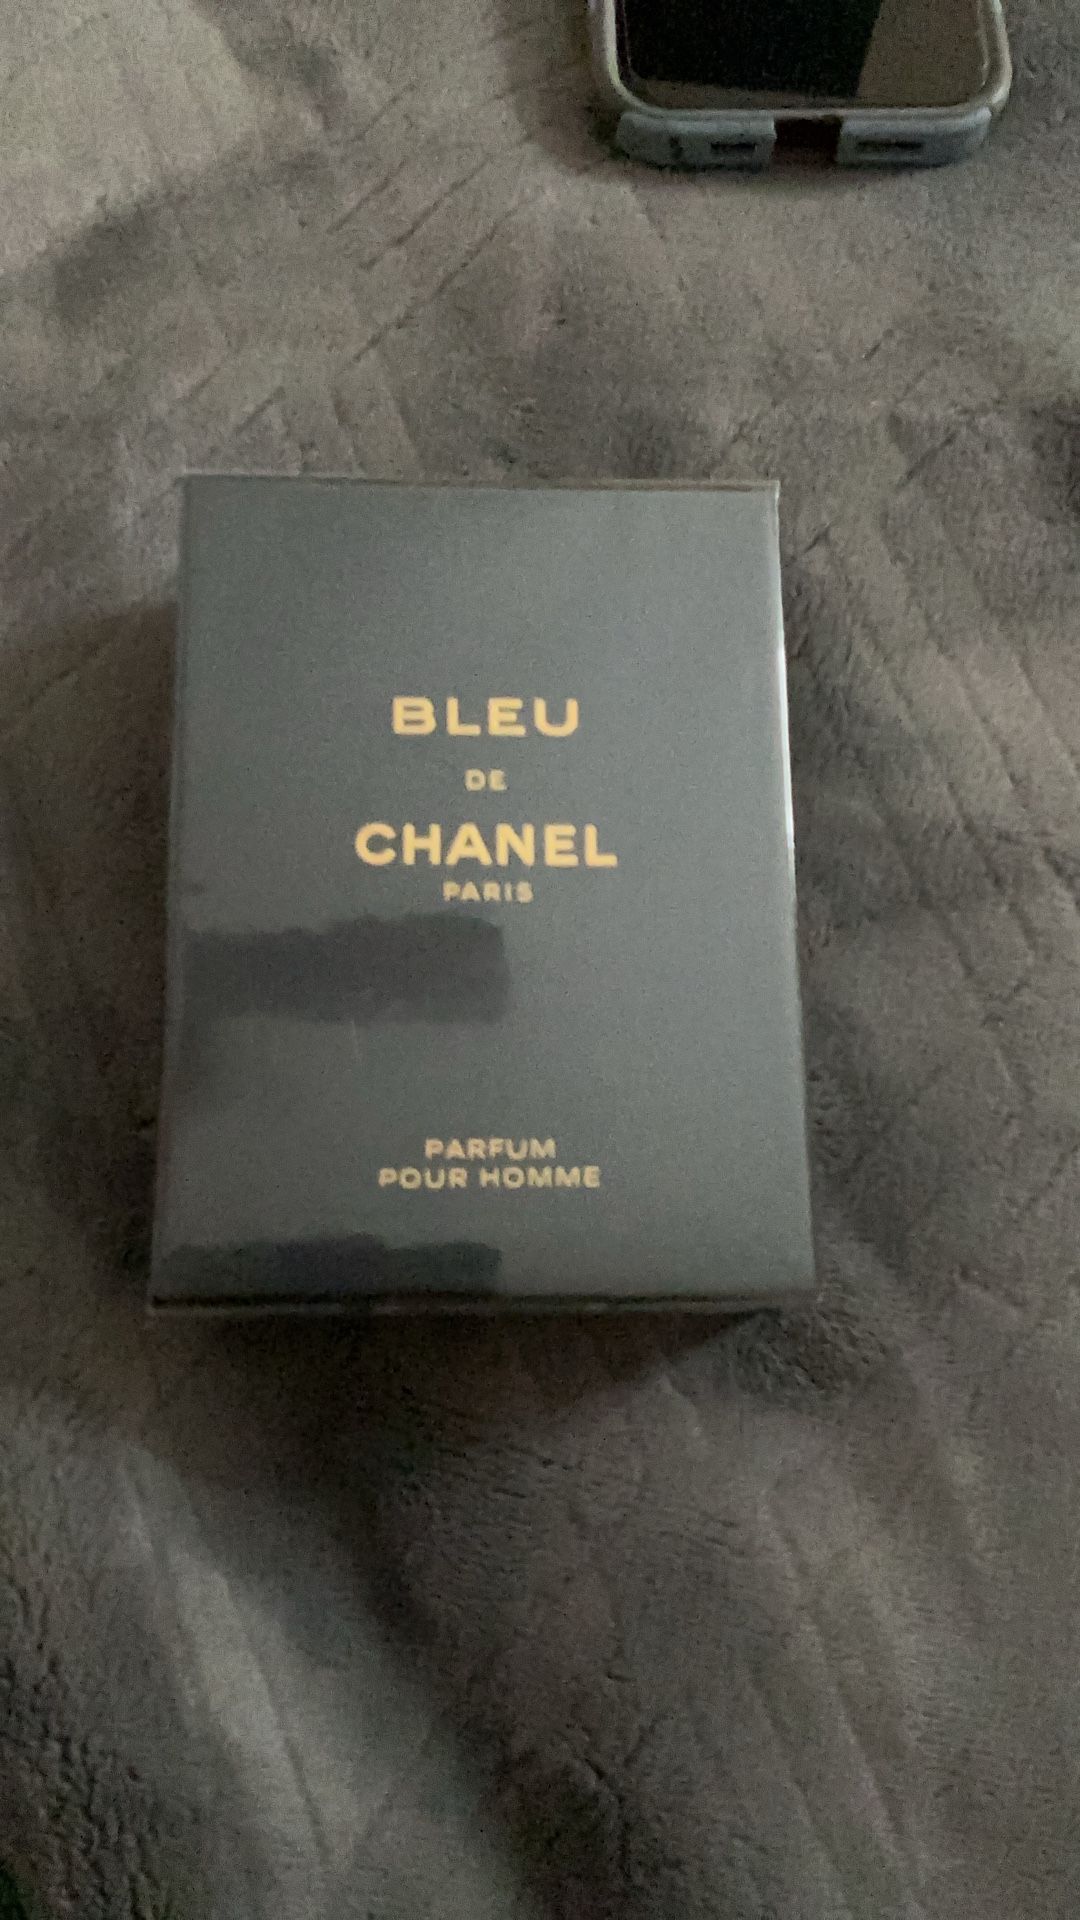 BLEU
DE
CHANEL
PARIS
PARFUM
POUR HOMME